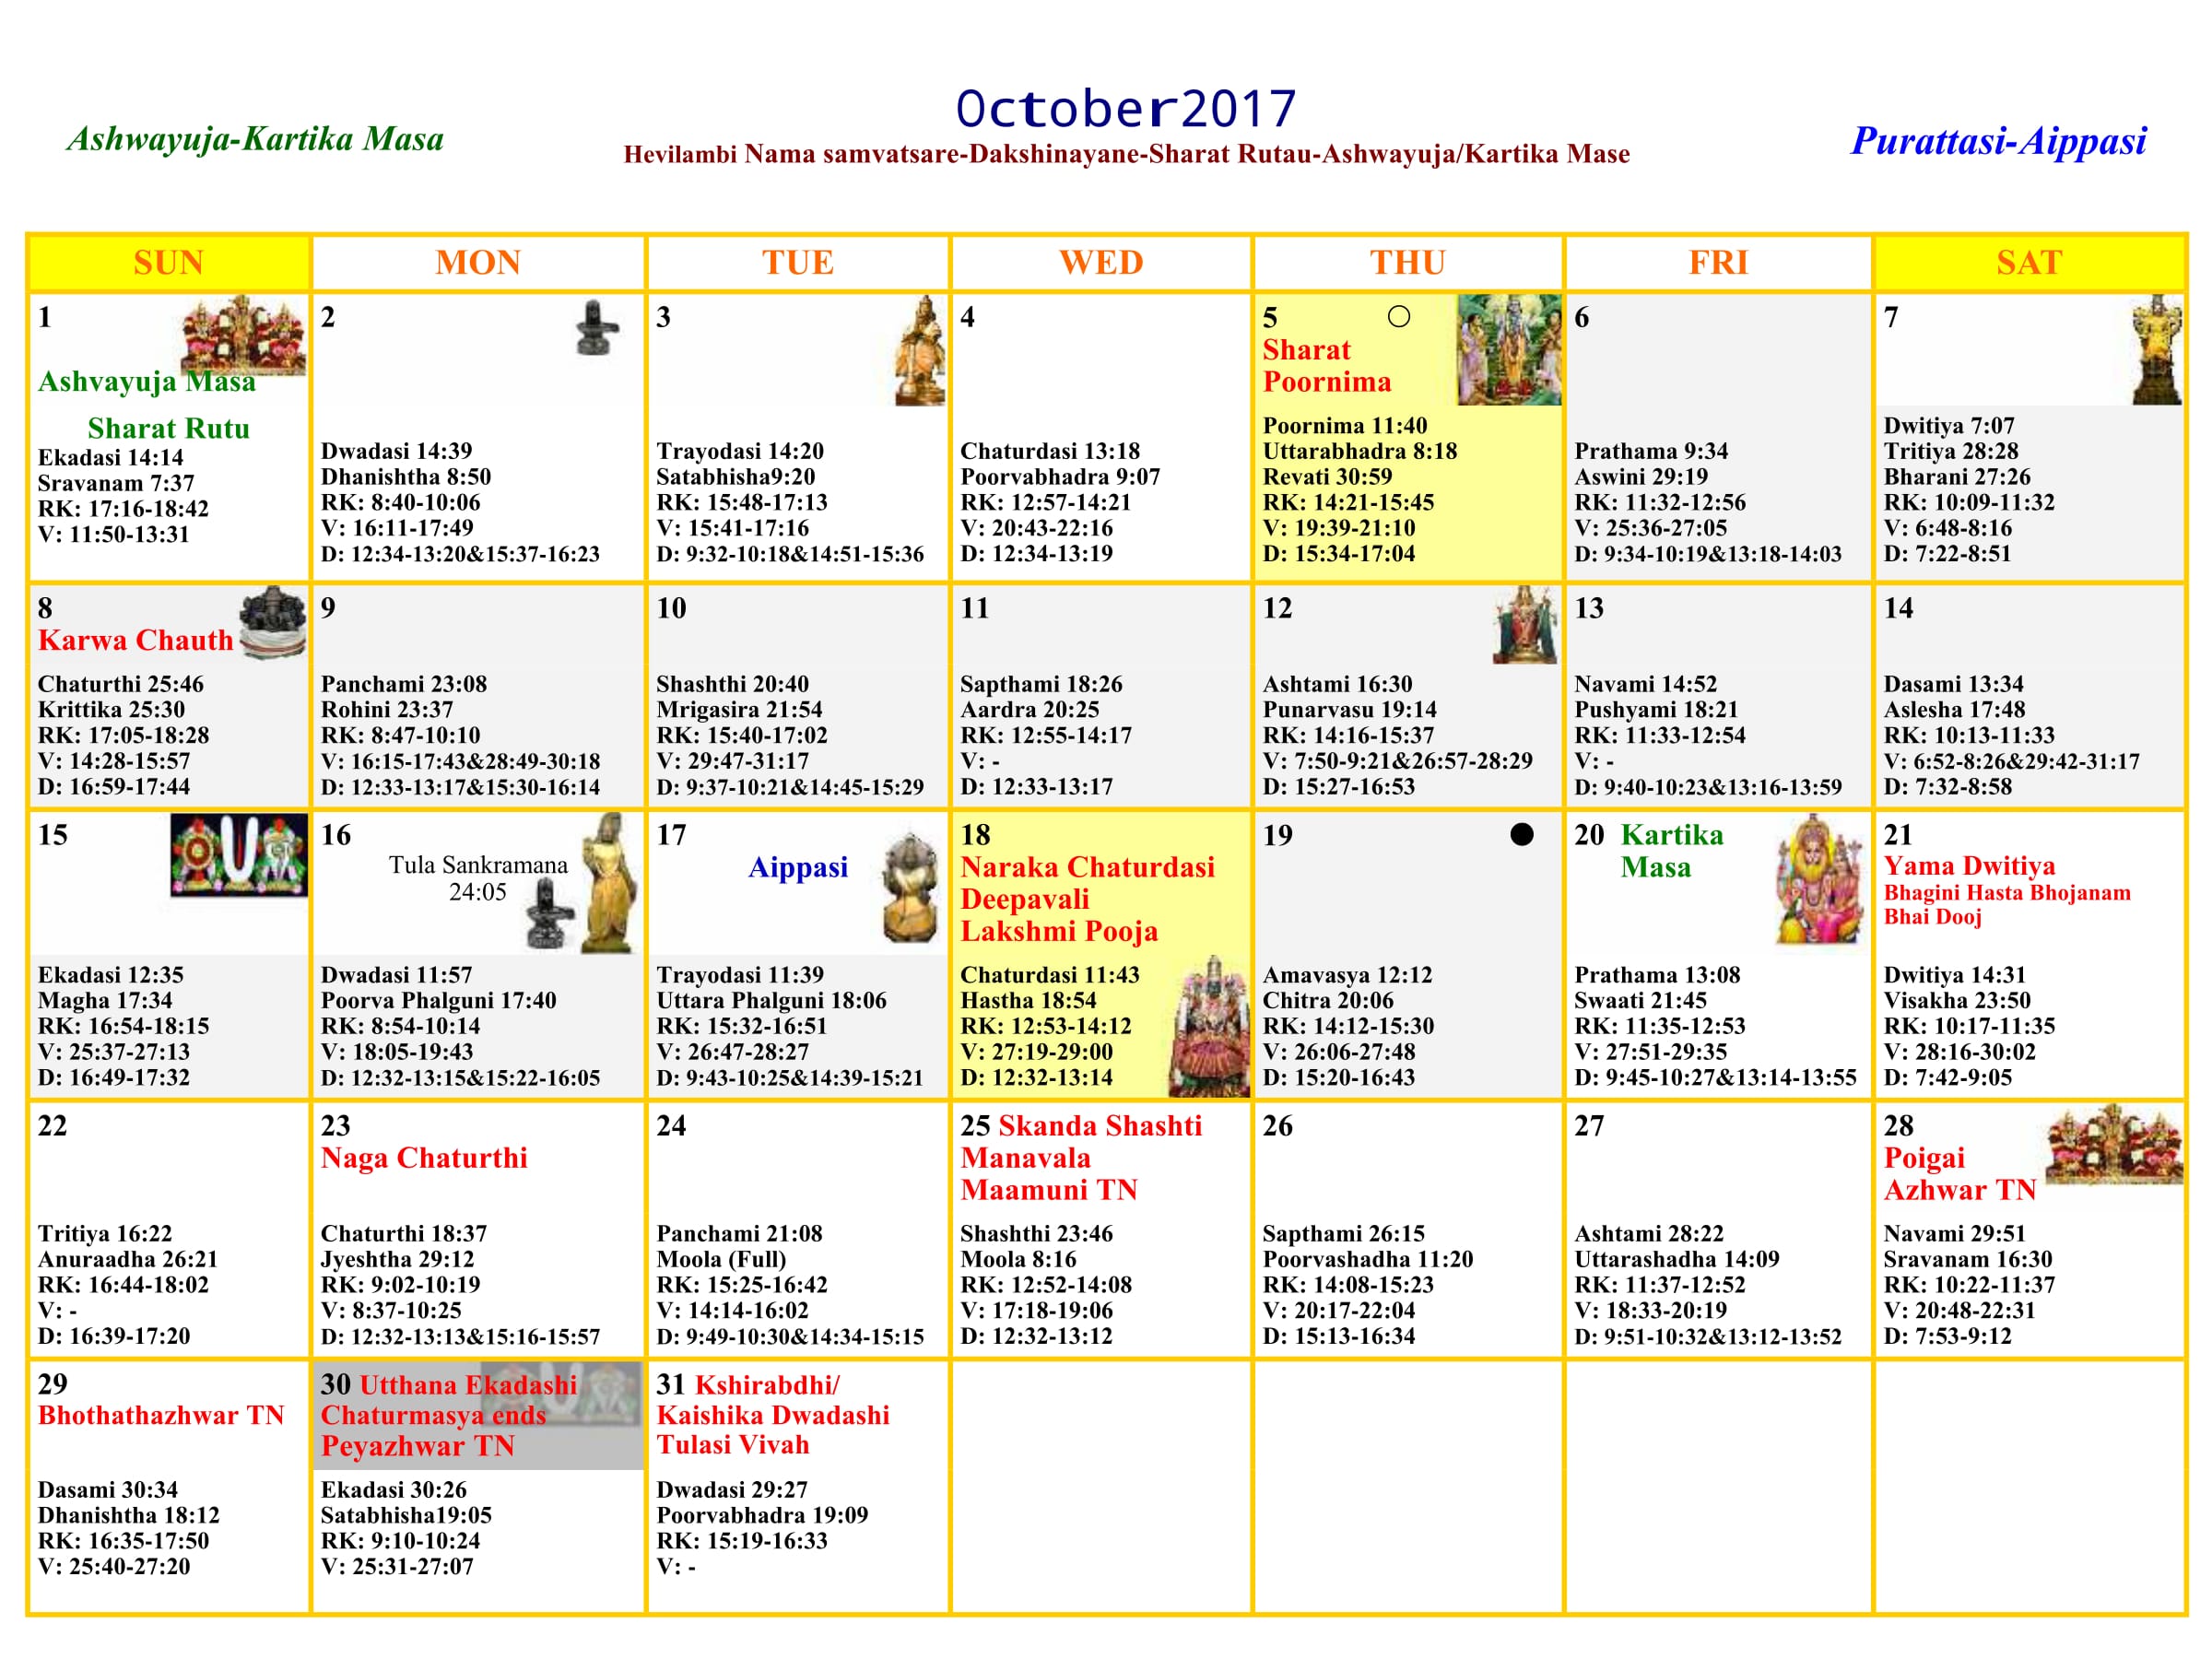 October2017
Ashwayuja-Kartika Masa
Hevilambi Nama samvatsare-Dakshinayane-Sharat Rutau-Ashwayuja/Kartika Mase
Purattasi-Aippasi
SUN
MON
TUE
WED
THU
FRI
SAT
1
Ashvayuja Masa
Sharat Rutu
Ekadasi 14:14
Sravanam 7:37
RK: 17:16-18:42
V: 11:50-13:31
2
Dwadasi 14:39
Dhanishtha 8:50
RK: 8:40-10:06
V: 16:11-17:49
D: 12:34-13:20&15:37-16:23
3
Trayodasi 14:20
Satabhisha9:20
RK: 15:48-17:13
V: 15:41-17:16
D: 9:32-10:18&14:51-15:36
4
Chaturdasi 13:18
Poorvabhadra 9:07
RK: 12:57-14:21
V: 20:43-22:16
D: 12:34-13:19
5
Sharat
Poornima
Poornima 11:40
Uttarabhadra 8:18
Revati 30:59
RK: 14:21-15:45
V: 19:39-21:10
D: 15:34-17:04
6
Prathama 9:34
Aswini 29:19
RK: 11:32-12:56
V: 25:36-27:05
D: 9:34-10:19&13:18-14:03
7
Dwitiya 7:07
Tritiya 28:28
Bharani 27:26
RK: 10:09-11:32
V: 6:48-8:16
D: 7:22-8:51
8
Karwa Chauth
Chaturthi 25:46
Krittika 25:30
RK: 17:05-18:28
V: 14:28-15:57
D: 16:59-17:44
9
Panchami 23:08
Rohini 23:37
RK: 8:47-10:10
V: 16:15-17:43&28:49-30:18
D: 12:33-13:17&15:30-16:14
10
Shashthi 20:40
Mrigasira 21:54
RK: 15:40-17:02
V: 29:47-31:17
D: 9:37-10:21&14:45-15:29
11
Sapthami 18:26
Aardra 20:25
RK: 12:55-14:17
V: -
D: 12:33-13:17
12
Ashtami 16:30
Punarvasu 19:14
RK: 14:16-15:37
V: 7:50-9:21&26:57-28:29
D: 15:27-16:53
13
Navami 14:52
Pushyami 18:21
RK: 11:33-12:54
V: -
D: 9:40-10:23&13:16-13:59
14
Dasami 13:34
Aslesha 17:48
RK: 10:13-11:33
V: 6:52-8:26&29:42-31:17
D: 7:32-8:58
15
Ekadasi 12:35
Magha 17:34
RK: 16:54-18:15
V: 25:37-27:13
D: 16:49-17:32
16
Tula Sankramana
24:05
Dwadasi 11:57
Poorva Phalguni 17:40
RK: 8:54-10:14
V: 18:05-19:43
D: 12:32-13:15&15:22-16:05
17
Aippasi
Trayodasi 11:39
Uttara Phalguni 18:06
RK: 15:32-16:51
V: 26:47-28:27
D: 9:43-10:25&14:39-15:21
18
Naraka Chaturdasi
Deepavali
Lakshmi Pooja
Chaturdasi 11:43
Hastha 18:54
RK: 12:53-14:12
V: 27:19-29:00
D: 12:32-13:14
19
Amavasya 12:12
Chitra 20:06
RK: 14:12-15:30
V: 26:06-27:48
D: 15:20-16:43
20 Kartika
Masa
Prathama 13:08
Swaati 21:45
RK: 11:35-12:53
V: 27:51-29:35
D: 9:45-10:27&13:14-13:55
21
Yama Dwitiya
Bhagini Hasta Bhojanam
Bhai Dooj
Dwitiya 14:31
Visakha 23:50
RK: 10:17-11:35
V: 28:16-30:02
D: 7:42-9:05
22
Tritiya 16:22
Anuraadha 26:21
RK: 16:44-18:02
V: -
D: 16:39-17:20
23
Naga Chaturthi
Chaturthi 18:37
Jyeshtha 29:12
RK: 9:02-10:19
V: 8:37-10:25
D: 12:32-13:13&15:16-15:57
24
Panchami 21:08
Moola (Full)
RK: 15:25-16:42
V: 14:14-16:02
D: 9:49-10:30&14:34-15:15
25 Skanda Shashti
Manavala
Maamuni TN
Shashthi 23:46
Moola 8:16
RK: 12:52-14:08
V: 17:18-19:06
D: 12:32-13:12
26
Sapthami 26:15
Poorvashadha 11:20
RK: 14:08-15:23
V: 20:17-22:04
D: 15:13-16:34
27
Ashtami 28:22
Uttarashadha 14:09
RK: 11:37-12:52
V: 18:33-20:19
D: 9:51-10:32&13:12-13:52
28
Poigai
Azhwar TN
Navami 29:51
Sravanam 16:30
RK: 10:22-11:37
V: 20:48-22:31
D: 7:53-9:12
29
Bhothathazhwar TN
Dasami 30:34
Dhanishtha 18:12
RK: 16:35-17:50
V: 25:40-27:20
30 Utthana Ekadashi
Chaturmasya ends
Peyazhwar TN
Ekadasi 30:26
Satabhisha19:05
RK: 9:10-10:24
V: 25:31-27:07
31 Kshirabdhi/
Kaishika Dwadashi
Tulasi Vivah
Dwadasi 29:27
Poorvabhadra 19:09
RK: 15:19-16:33
V: -